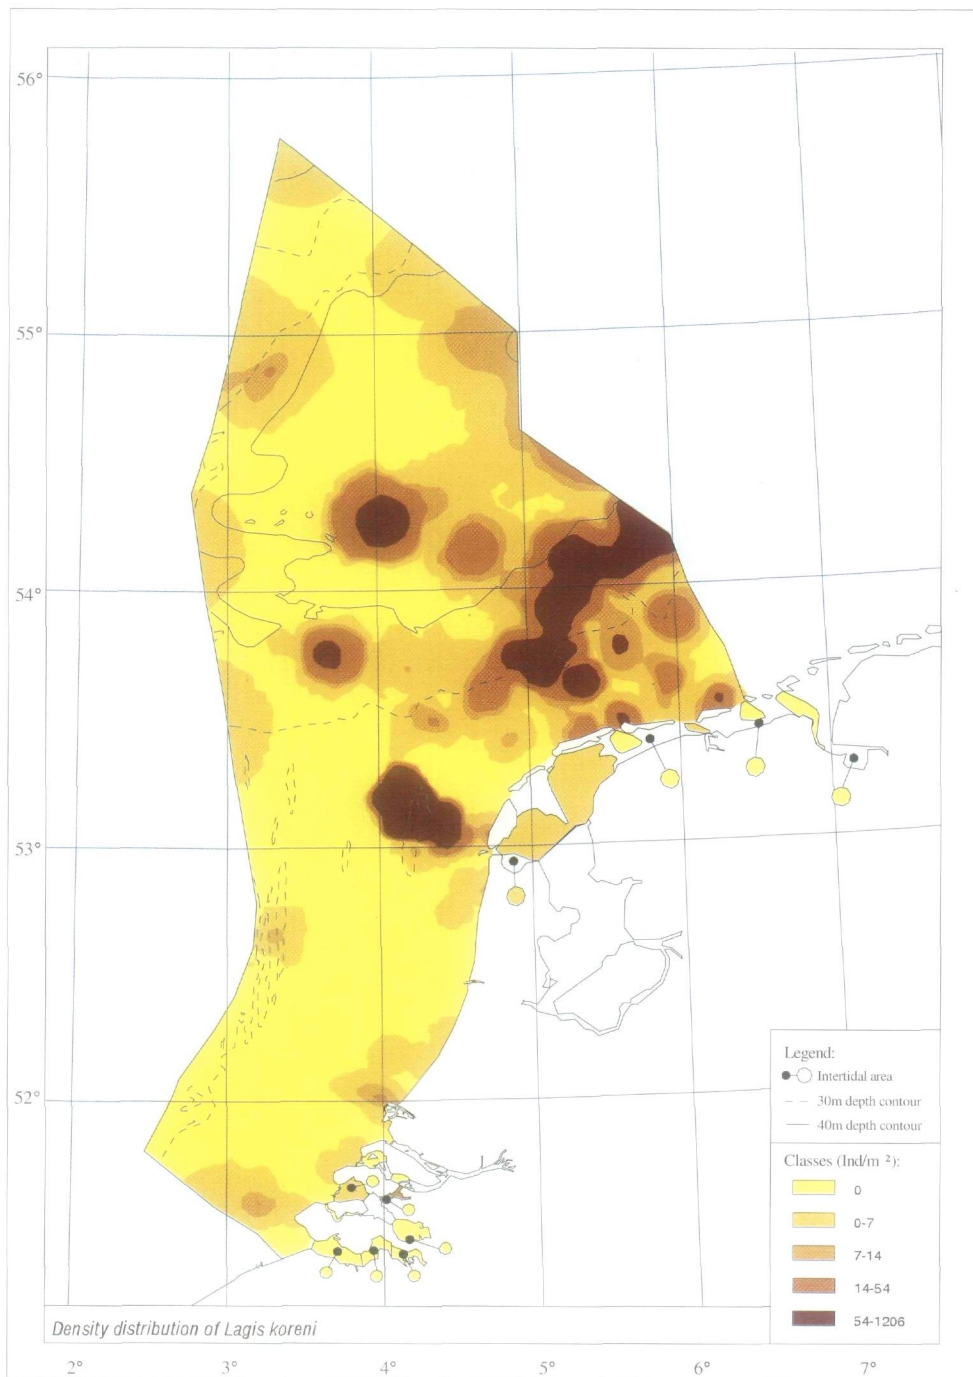 56°
55°
54°
53°
52°
Legend:
Intertidal area
30m depth contour
40m depth contour
Classes (Ind/m ²):
0
0-7
7-14
14-54
54-1206
Density distribution of Lagis koreni
2° 3° 4° 5° 6° 7°